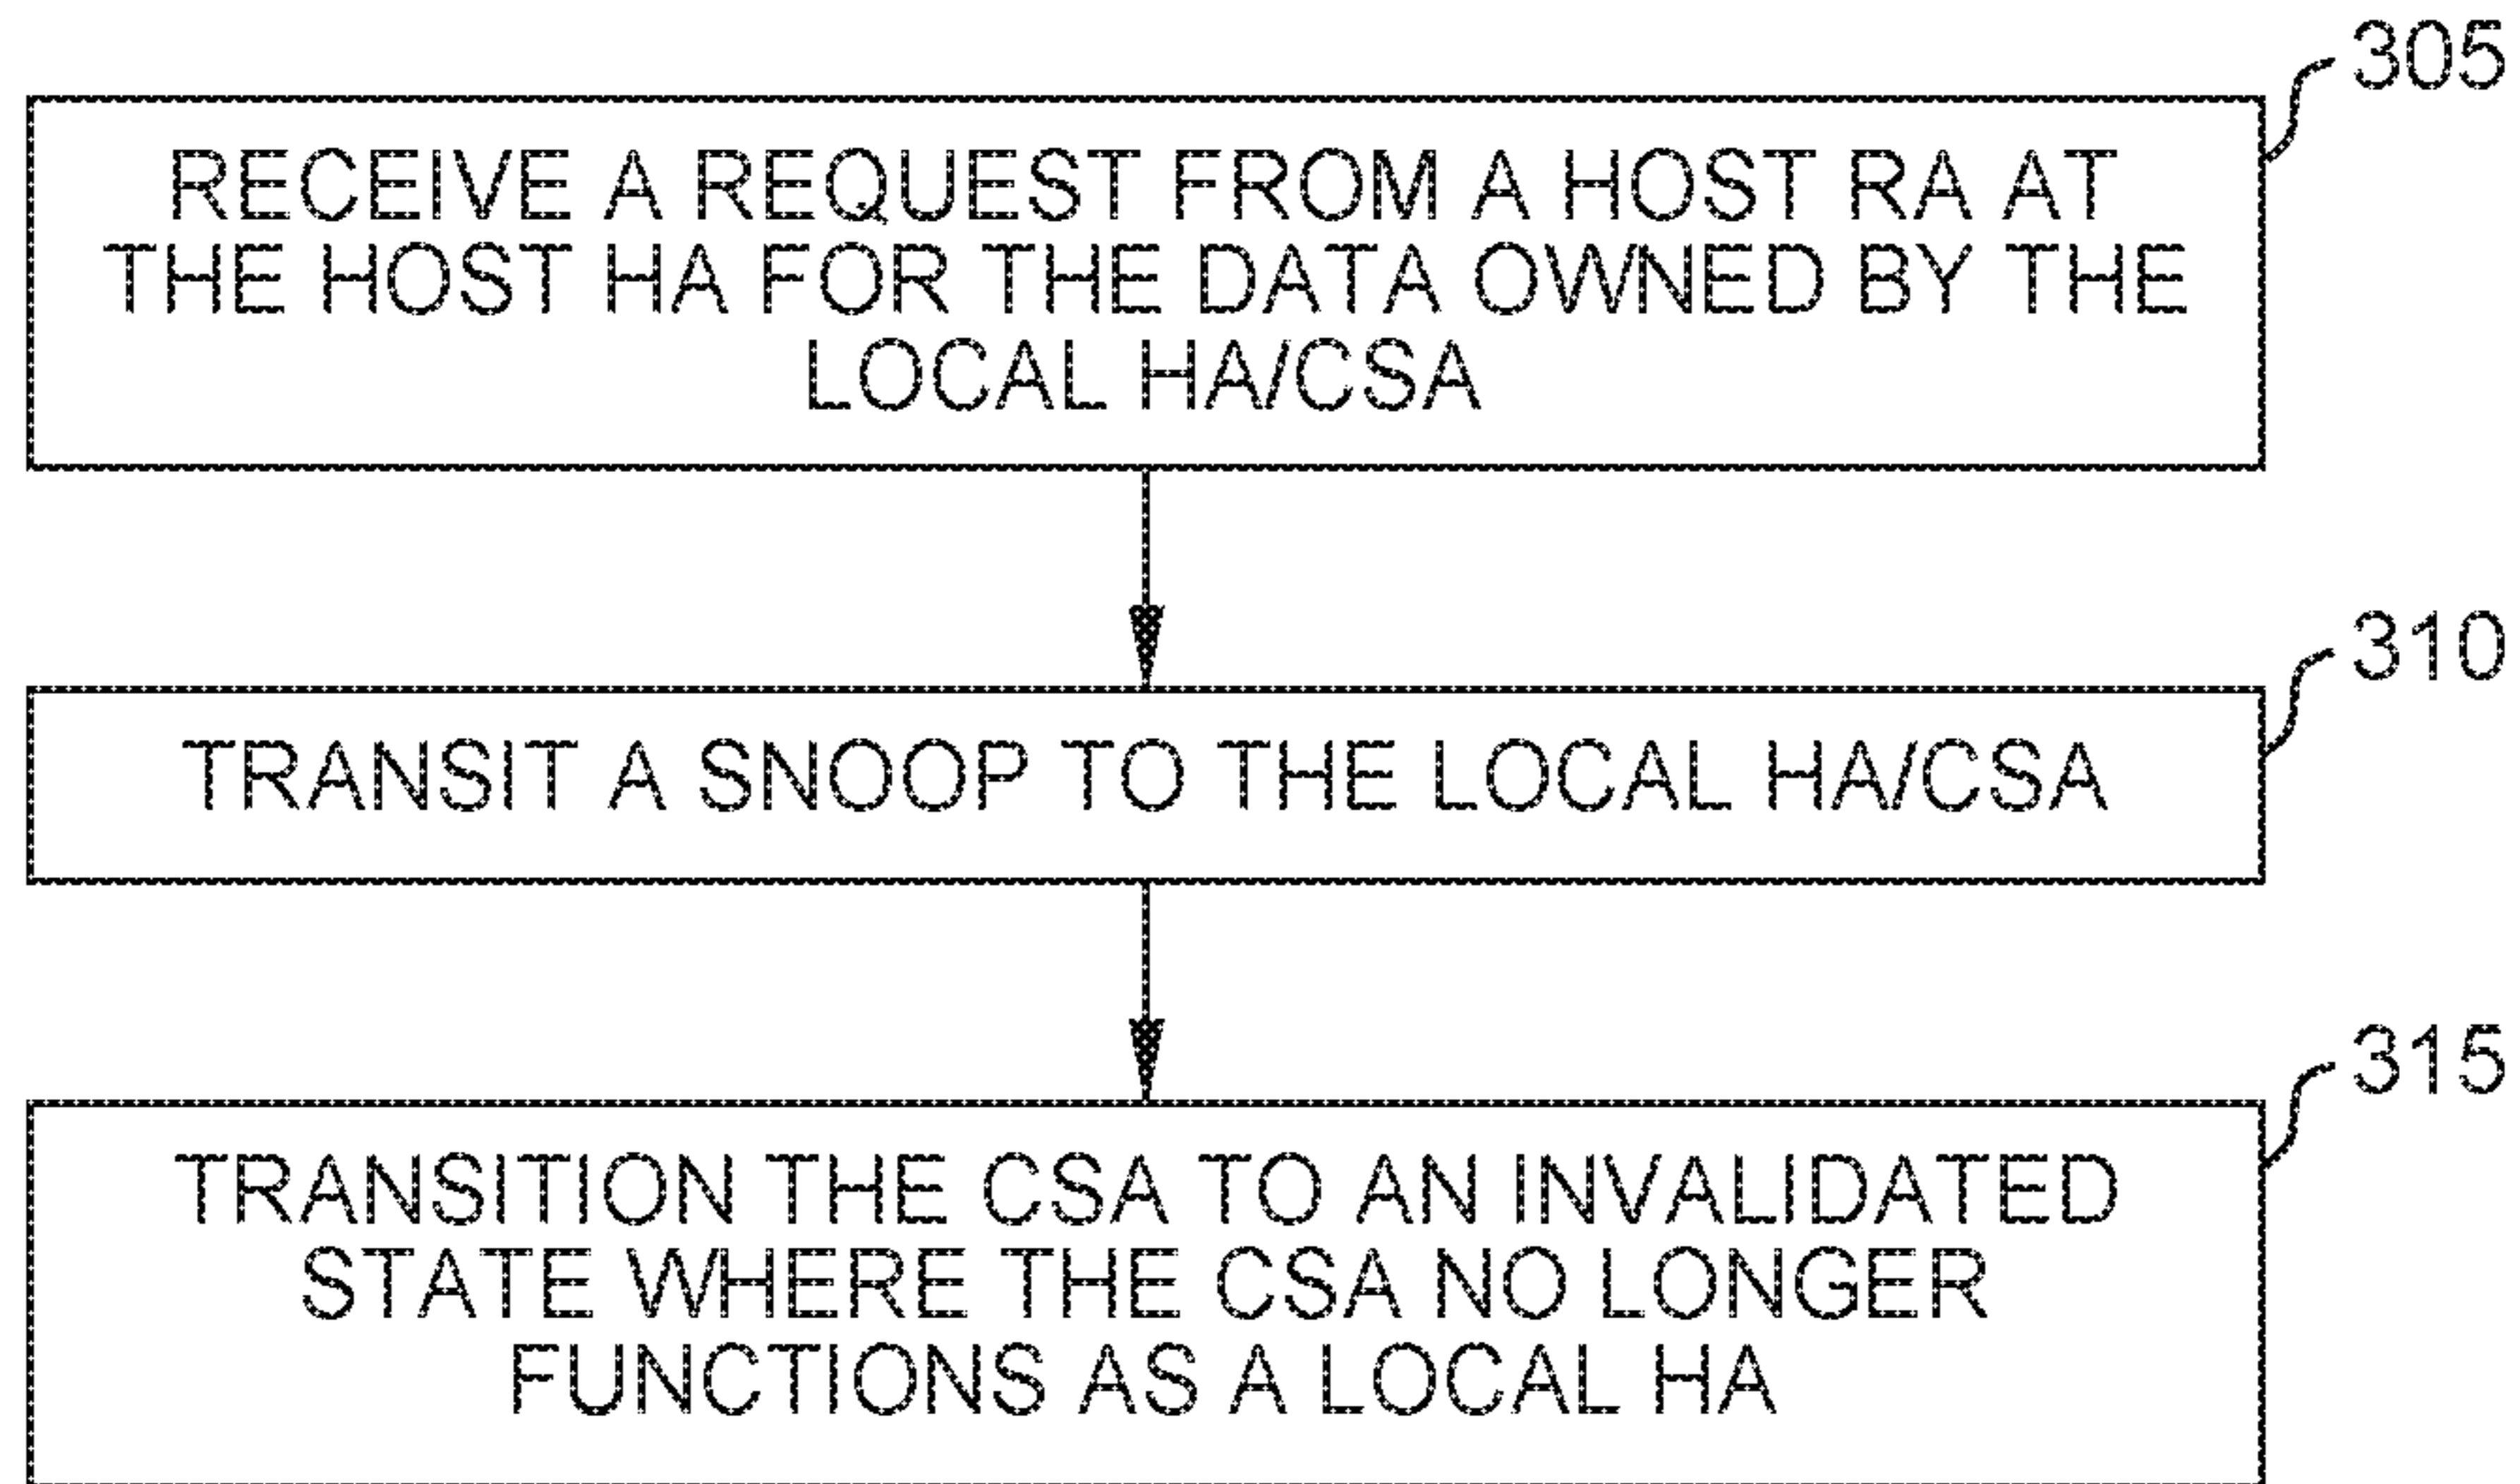 305
RECEIVE A REQUEST FROM A HOST RA AT
THE HOST HA FOR THE DATA OWNED BY THE
LOCAL HA/CSA
310
TRANSIT A SNOOP TO THE LOCAL HA/CSA
315
TRANSITION THE CSA TO AN INVALIDATED
STATE WHERE THE CSA NO LONGER
FUNCTIONS AS A LOCAL HA